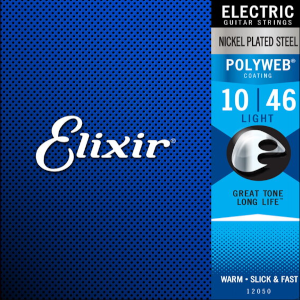 ELECTRIC
GUITAR STRINGS
NICKEL PLATED STEEL
POLYWEB®
COATING
10 | 46
LIGHT
Elixir®
GREAT TONE
LONG LIFE™
WARM • SLICK & FAST
12050